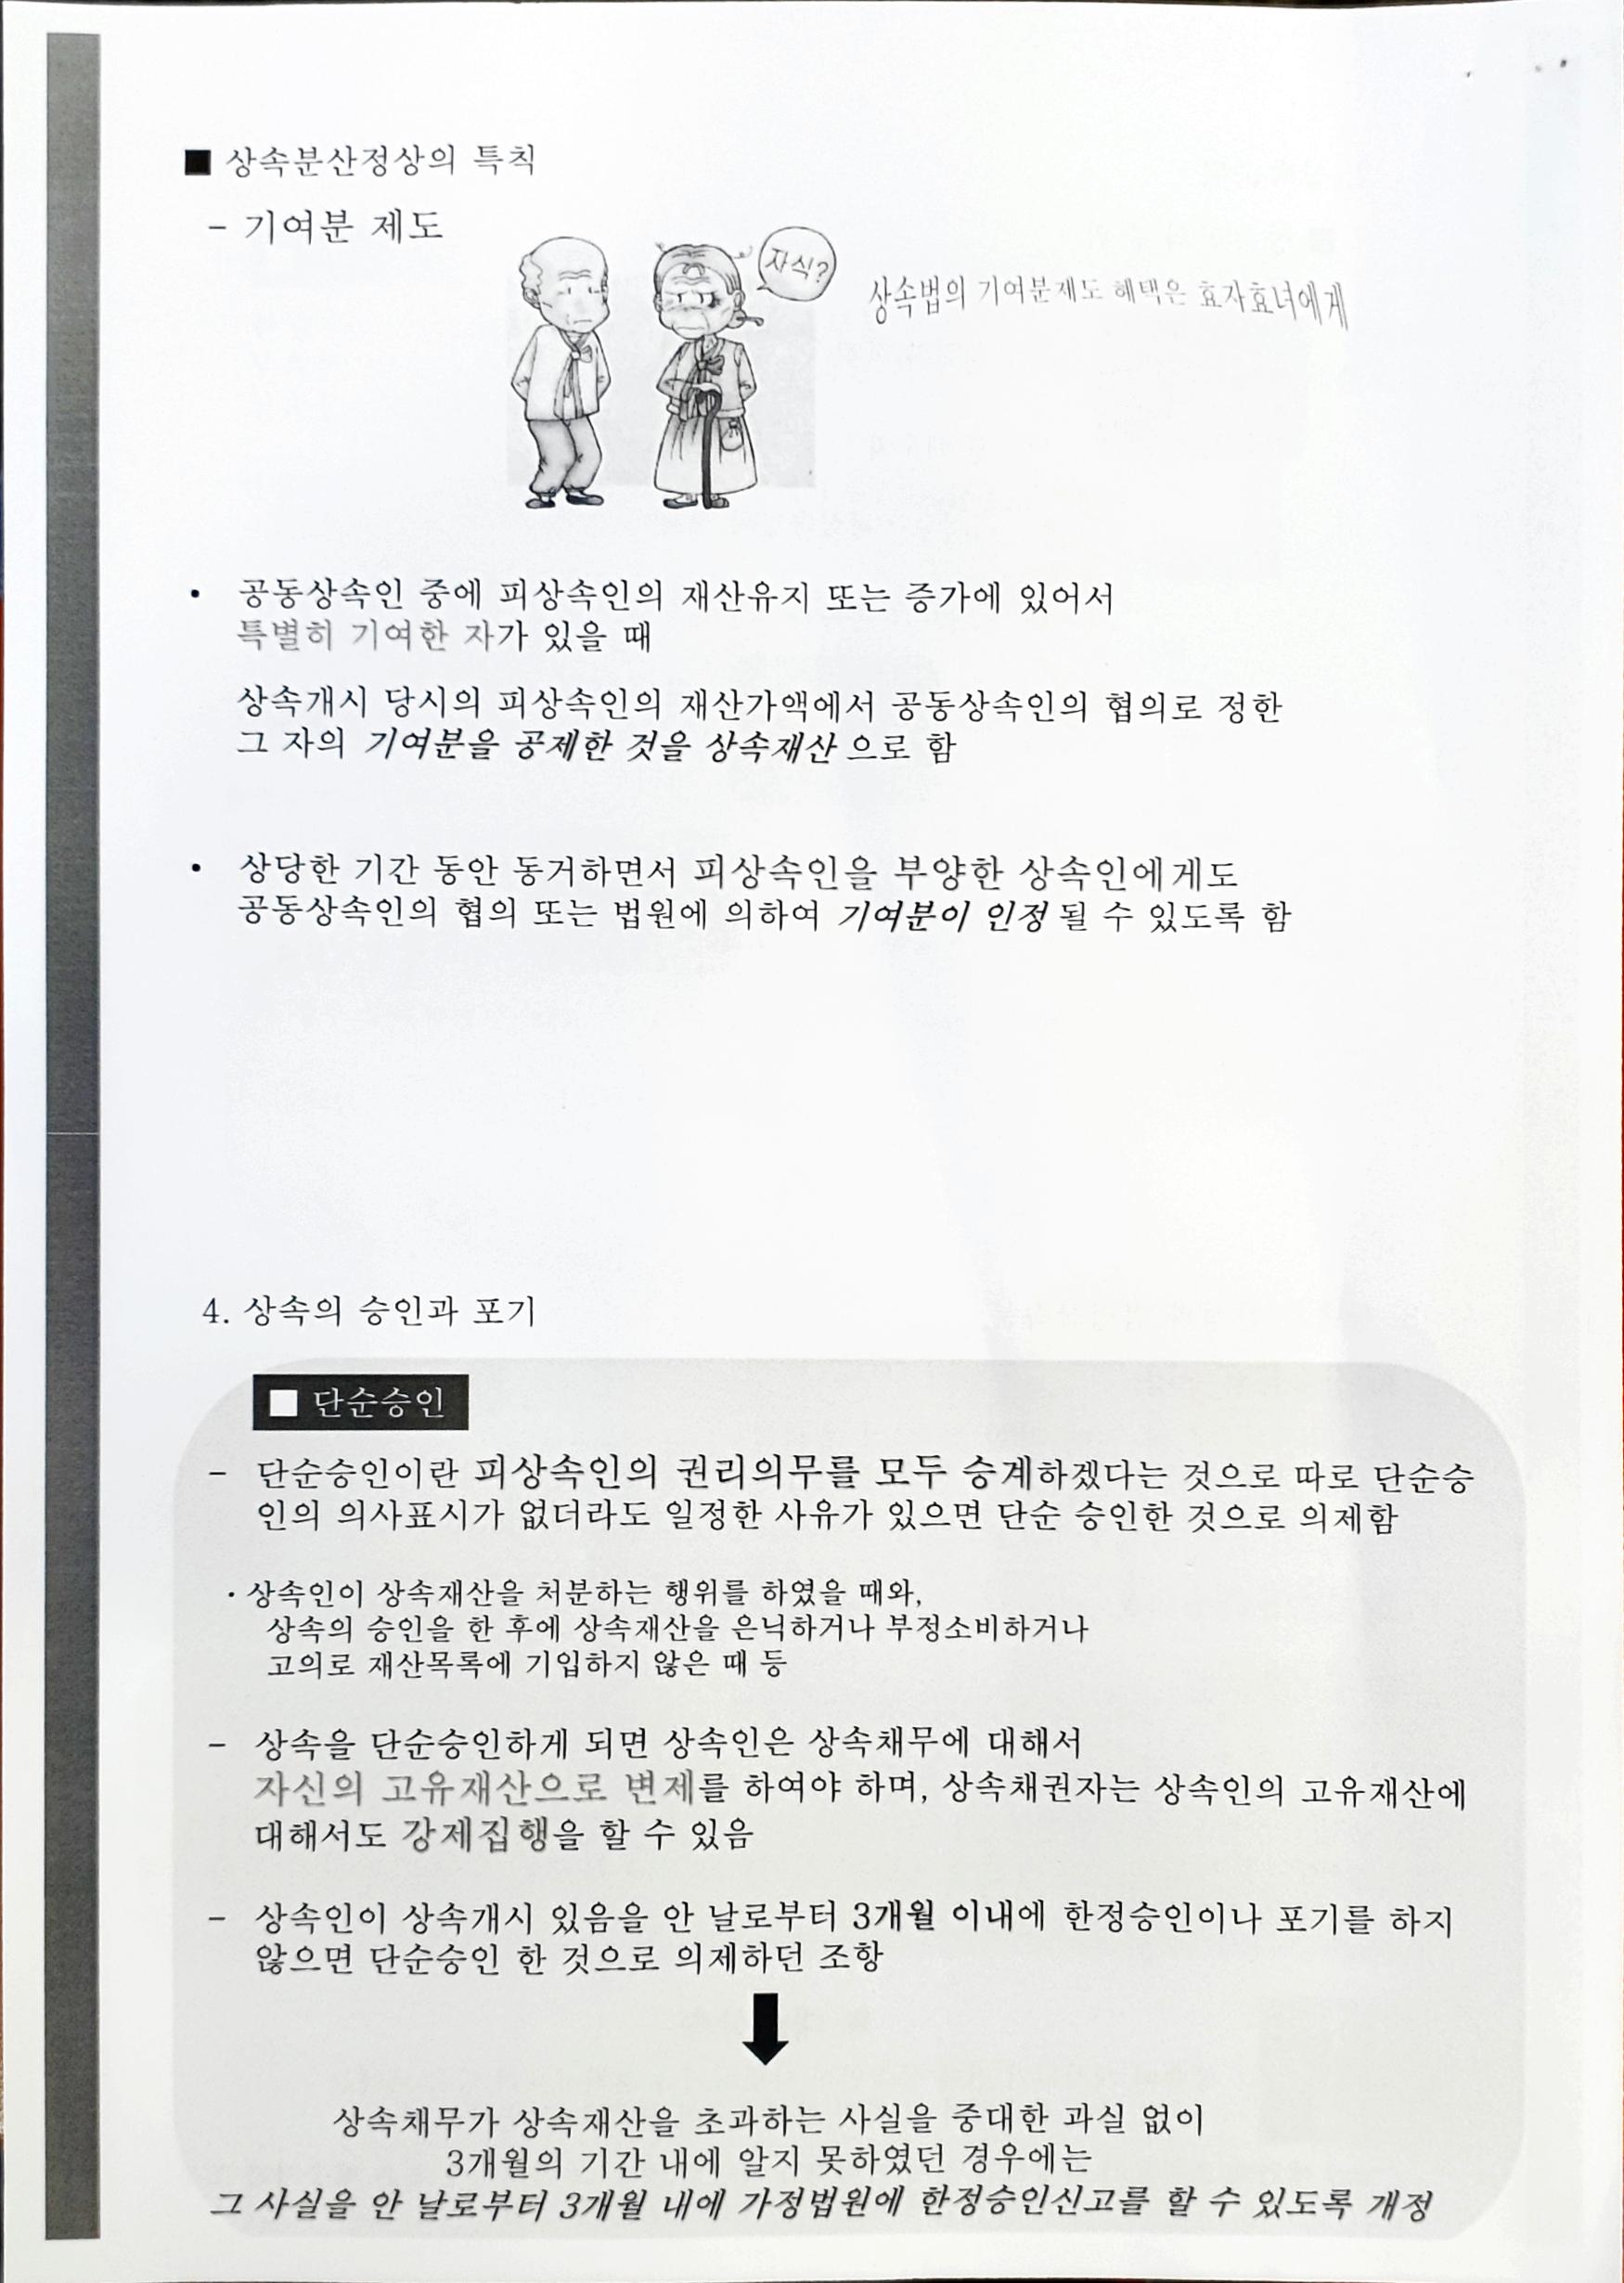 ■ 상속분산정상의 특칙
- 기여분 제도
자식?
상속법의 기여분제도 혜택은 효자효녀에게
• 공동상속인 중에 피상속인의 재산유지 또는 증가에 있어서
특별히 기여한 자가 있을 때
상속개시 당시의 피상속인의 재산가액에서 공동상속인의 협의로 정한
그 자의 기여분을 공제한 것을 상속재산 으로 함
• 상당한 기간 동안 동거하면서 피상속인을 부양한 상속인에게도
공동상속인의 협의 또는 법원에 의하여 기여분이 인정 될 수 있도록 함
4. 상속의 승인과 포기
■ 단순승인
- 단순승인이란 피상속인의 권리의무를 모두 승계하겠다는 것으로 따로 단순승
인의 의사표시가 없더라도 일정한 사유가 있으면 단순 승인한 것으로 의제함
· 상속인이 상속재산을 처분하는 행위를 하였을 때와,
상속의 승인을 한 후에 상속재산을 은닉하거나 부정소비하거나
고의로 재산목록에 기입하지 않은 때 등
- 상속을 단순승인하게 되면 상속인은 상속채무에 대해서
자신의 고유재산으로 변제를 하여야 하며, 상속채권자는 상속인의 고유재산에
대해서도 강제집행을 할 수 있음
- 상속인이 상속개시 있음을 안 날로부터 3개월 이내에 한정승인이나 포기를 하지
않으면 단순승인 한 것으로 의제하던 조항
상속채무가 상속재산을 초과하는 사실을 중대한 과실 없이
3개월의 기간 내에 알지 못하였던 경우에는
그 사실을 안 날로부터 3개월 내에 가정법원에 한정승인신고를 할 수 있도록 개정